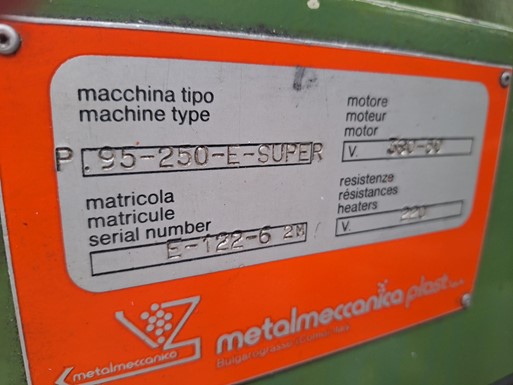 macchina tipo
machine type
P.95-250-E-SUPER
matricola
matricule
serial number
E-122-6 2M
motore
moteur
motor
V. 380-50
resistenze
résistances
heaters
V. 220
metalmeccanica plast
metalmeccanica